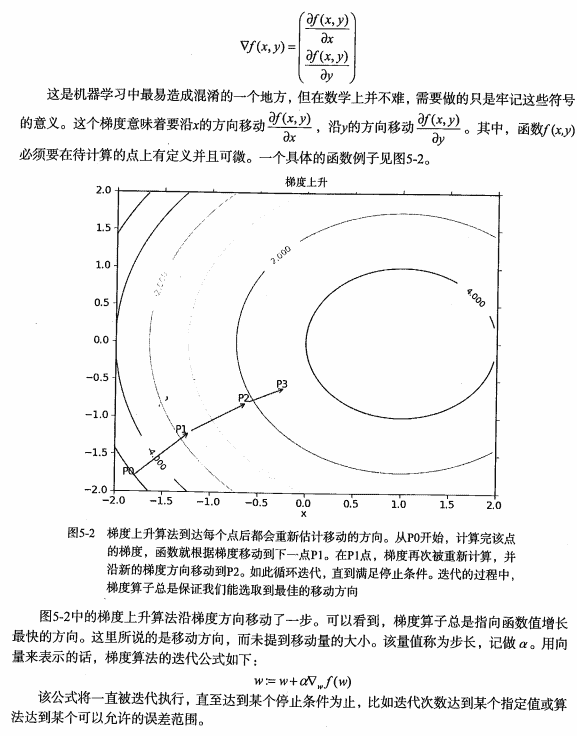 ∇f(x,y) = (∂f(x,y)/∂x ∂f(x,y)/∂y)
这是机器学习中最易造成混淆的一个地方，但在数学上并不难，需要做的只是牢记这些符号
的意义。这个梯度意味着要沿x的方向移动 ∂f(x,y)/∂x ，沿y的方向移动 ∂f(x,y)/∂y 。其中，函数f(x,y)
必须要在待计算的点上有定义并且可微。一个具体的函数例子见图5-2。
梯度上升
2.0
1.5
1.0
0.5
0.0
−0.5
−1.0
−1.5
−2.0
2.000
4.000
-2.000
-4.000
P0
P1
P2
P3
−2.0 −1.5 −1.0 −0.5 0.0 0.5 1.0 1.5 2.0
x
图5-2 梯度上升算法到达每个点后都会重新估计移动的方向。从P0开始，计算完该点
的梯度，函数就根据梯度移动到下一点P1。在P1点，梯度再次被重新计算，并
沿新的梯度方向移动到P2。如此循环迭代，直到满足停止条件。迭代的过程中，
梯度算子总是保证我们能选取到最佳的移动方向
图5-2中的梯度上升算法沿梯度方向移动了一步。可以看到，梯度算子总是指向函数值增长
最快的方向。这里所说的是移动方向，而未提到移动量的大小。该量值称为步长，记做α。用向
量来表示的话，梯度算法的迭代公式如下：
w:= w+α∇w f(w)
该公式将一直被迭代执行，直至达到某个停止条件为止，比如迭代次数达到某个指定值或算
法达到某个可以允许的误差范围。